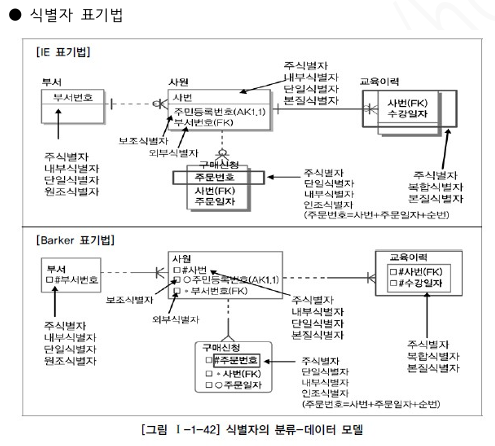 ● 식별자 표기법
[IE 표기법]
부서
부서번호
주식별자
내부식별자
단일식별자
원조식별자
사원
사번
주민등록번호(AK1,1)
부서번호(FK)
보조식별자
외부식별자
주식별자
내부식별자
단일식별자
본질식별자
교육이력
사번(FK)
수강일자
주식별자
복합식별자
본질식별자
구매신청
주문번호
사번(FK)
주문일자
주식별자
단일식별자
내부식별자
인조식별자
(주문번호=사번+주문일자+순번)
[Barker 표기법]
부서
□#부서번호
주식별자
내부식별자
단일식별자
원조식별자
사원
□#사번
□○주민등록번호(AK1,1)
□*부서번호(FK)
보조식별자
외부식별자
주식별자
내부식별자
단일식별자
본질식별자
교육이력
□#사번(FK)
□#수강일자
주식별자
복합식별자
본질식별자
구매신청
□#주문번호
□*사번(FK)
□○주문일자
주식별자
단일식별자
내부식별자
인조식별자
(주문번호=사번+주문일자+순번)
[그림 Ⅰ-1-42] 식별자의 분류-데이터 모델